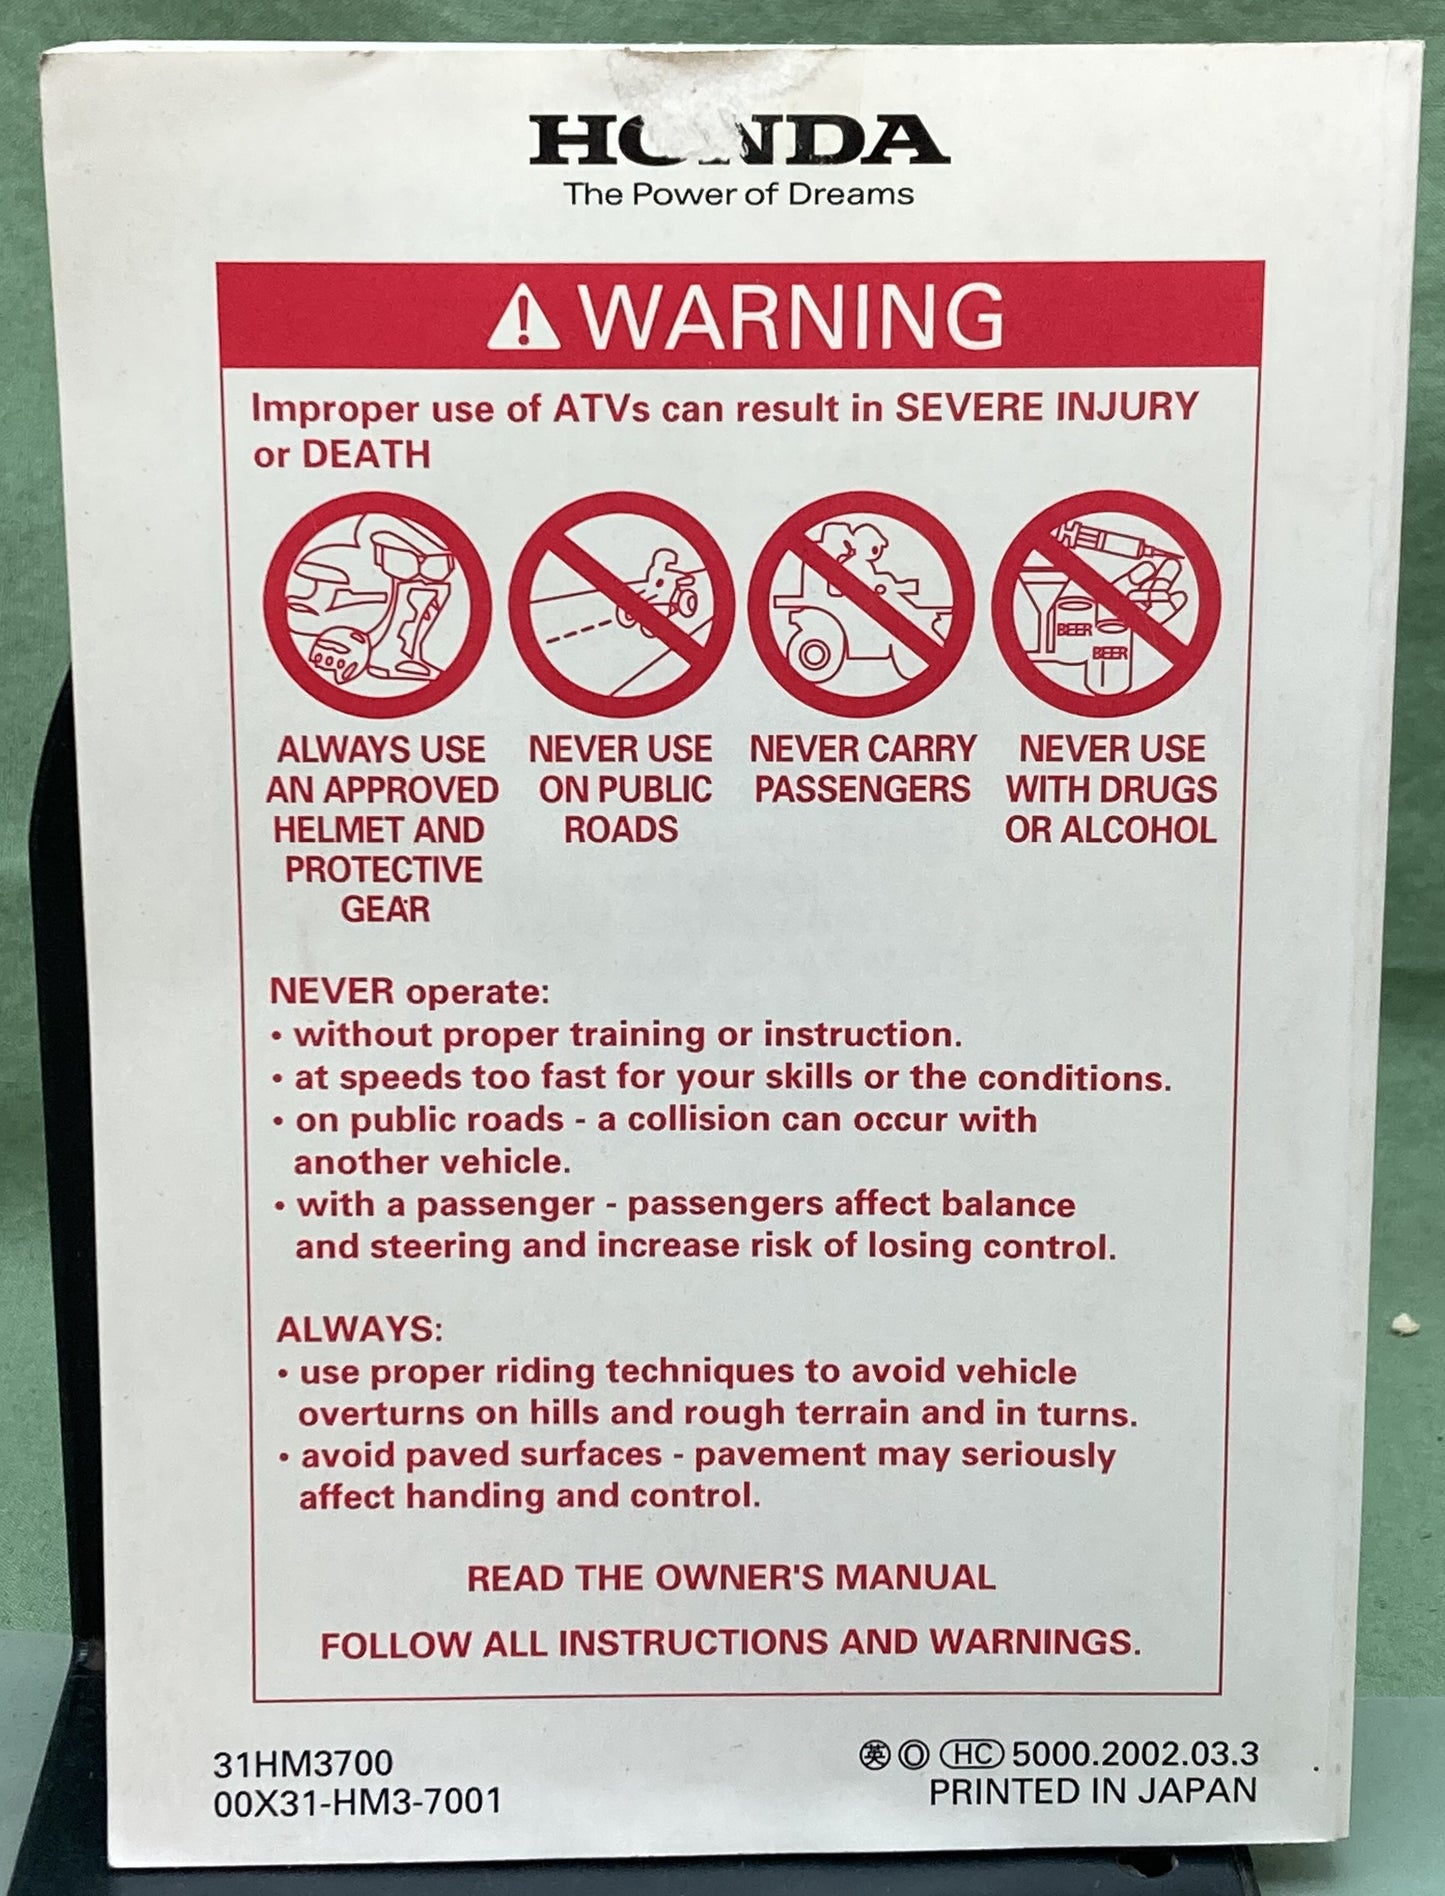 HONDA
The Power of Dreams
⚠ WARNING
Improper use of ATVs can result in SEVERE INJURY
or DEATH
BEER
BEER
ALWAYS USE
AN APPROVED
HELMET AND
PROTECTIVE
GEAR
NEVER USE
ON PUBLIC
ROADS
NEVER CARRY
PASSENGERS
NEVER USE
WITH DRUGS
OR ALCOHOL
NEVER operate:
• without proper training or instruction.
• at speeds too fast for your skills or the conditions.
• on public roads - a collision can occur with
another vehicle.
• with a passenger - passengers affect balance
and steering and increase risk of losing control.
ALWAYS:
• use proper riding techniques to avoid vehicle
overturns on hills and rough terrain and in turns.
• avoid paved surfaces - pavement may seriously
affect handing and control.
READ THE OWNER'S MANUAL
FOLLOW ALL INSTRUCTIONS AND WARNINGS.
31HM3700
00X31-HM3-7001
英 O HC 5000.2002.03.3
PRINTED IN JAPAN